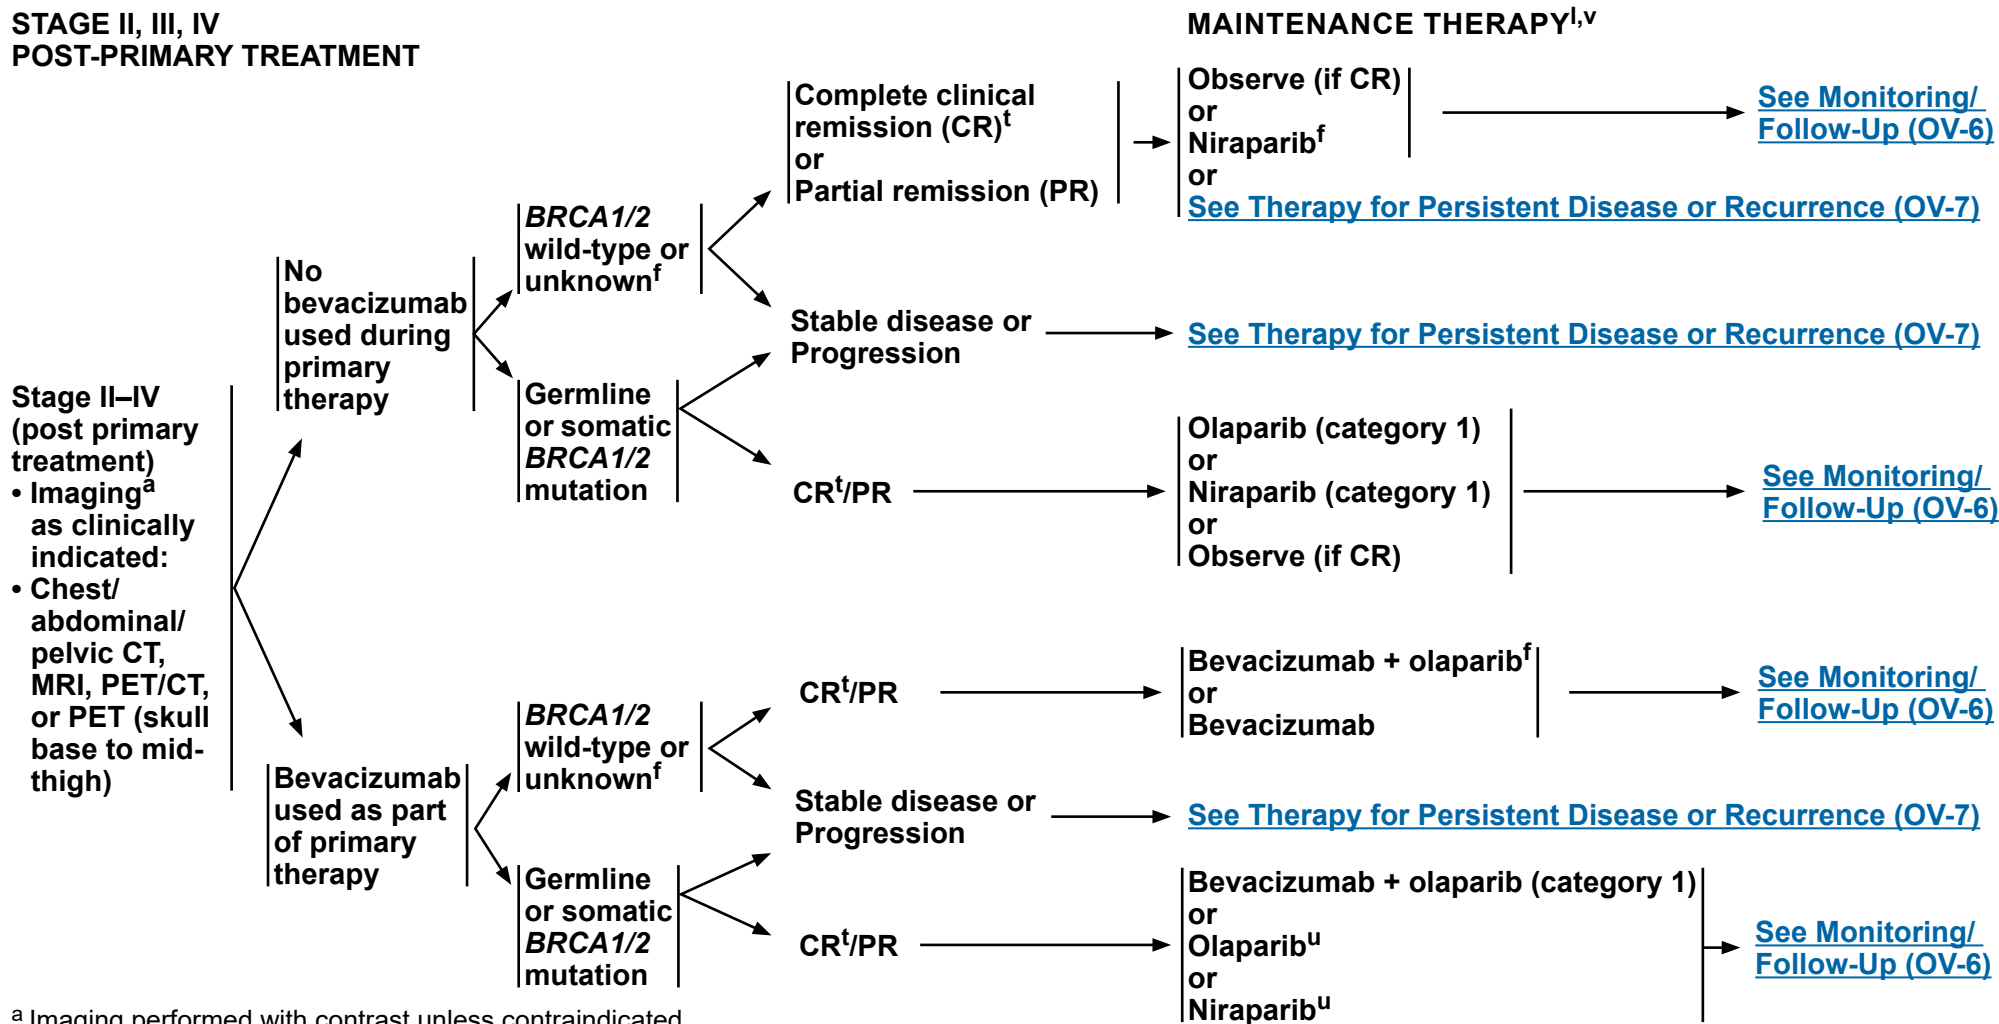 STAGE II, III, IV
POST-PRIMARY TREATMENT
MAINTENANCE THERAPYl,v
Stage II–IV
(post primary
treatment)
• Imaginga
as clinically
indicated:
• Chest/
abdominal/
pelvic CT,
MRI, PET/CT,
or PET (skull
base to mid-
thigh)
No
bevacizumab
used during
primary
therapy
BRCA1/2
wild-type or
unknownf
Complete clinical
remission (CR)t
or
Partial remission (PR)
Observe (if CR)
or
Niraparibf
or
See Therapy for Persistent Disease or Recurrence (OV-7)
See Monitoring/
Follow-Up (OV-6)
Stable disease or
Progression
See Therapy for Persistent Disease or Recurrence (OV-7)
Germline
or somatic
BRCA1/2
mutation
CRt/PR
Olaparib (category 1)
or
Niraparib (category 1)
or
Observe (if CR)
See Monitoring/
Follow-Up (OV-6)
Bevacizumab
used as part
of primary
therapy
BRCA1/2
wild-type or
unknownf
CRt/PR
Bevacizumab + olaparibf
or
Bevacizumab
See Monitoring/
Follow-Up (OV-6)
Stable disease or
Progression
See Therapy for Persistent Disease or Recurrence (OV-7)
Germline
or somatic
BRCA1/2
mutation
CRt/PR
Bevacizumab + olaparib (category 1)
or
Olaparibu
or
Niraparibu
See Monitoring/
Follow-Up (OV-6)
a Imaging performed with contrast unless contraindicated